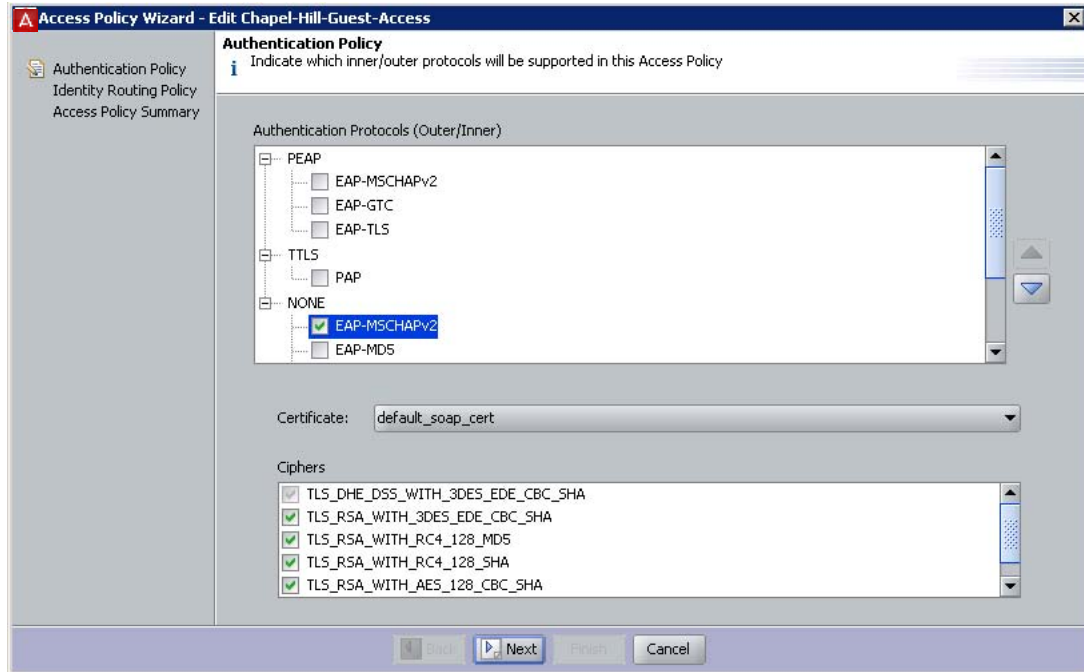 Access Policy Wizard - Edit Chapel-Hill-Guest-Access
Authentication Policy
Identity Routing Policy
Access Policy Summary
Authentication Policy
i Indicate which inner/outer protocols will be supported in this Access Policy
Authentication Protocols (Outer/Inner)
PEAP
EAP-MSCHAPv2
EAP-GTC
EAP-TLS
TTLS
PAP
NONE
EAP-MSCHAPv2
EAP-MD5
Certificate: default_soap_cert
Ciphers
TLS_DHE_DSS_WITH_3DES_EDE_CBC_SHA
TLS_RSA_WITH_3DES_EDE_CBC_SHA
TLS_RSA_WITH_RC4_128_MD5
TLS_RSA_WITH_RC4_128_SHA
TLS_RSA_WITH_AES_128_CBC_SHA
Back Next Finish Cancel